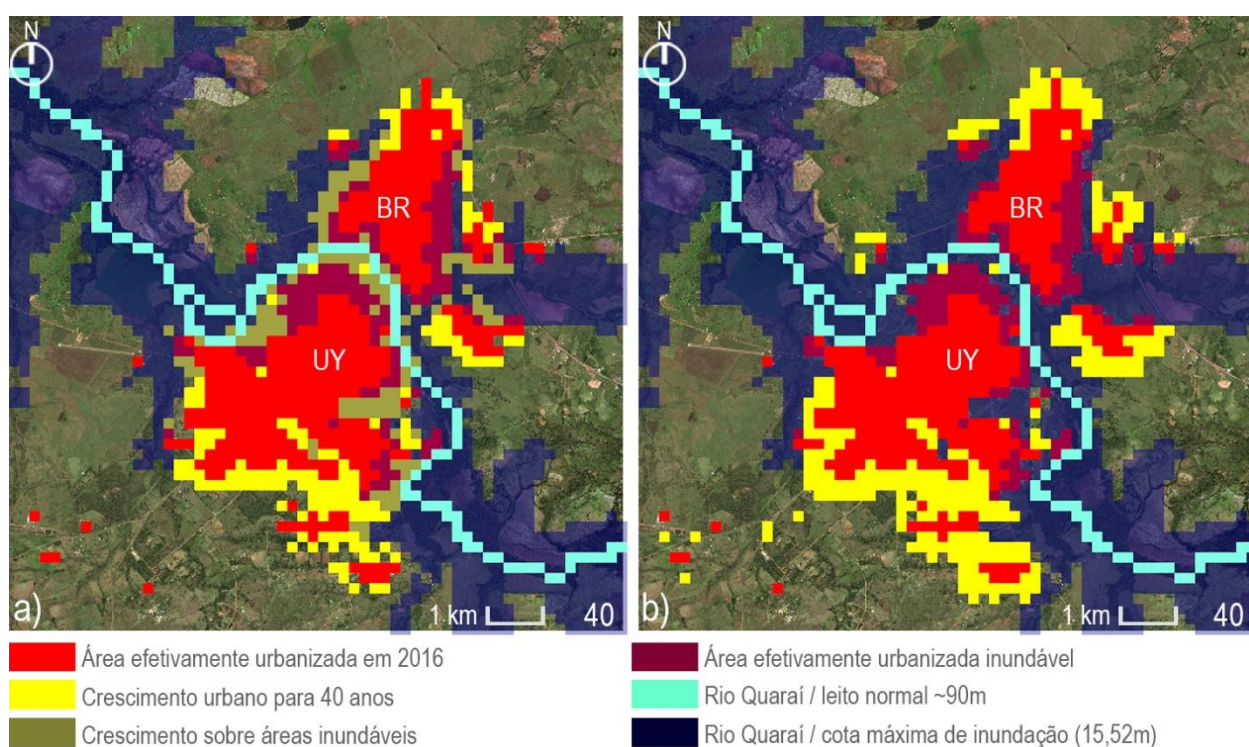 N
BR
UY
a)
1 km
40
N
BR
UY
b)
1 km
40
Área efetivamente urbanizada em 2016
Crescimento urbano para 40 anos
Crescimento sobre áreas inundáveis
Área efetivamente urbanizada inundável
Rio Quaraí / leito normal ~90m
Rio Quaraí / cota máxima de inundação (15,52m)